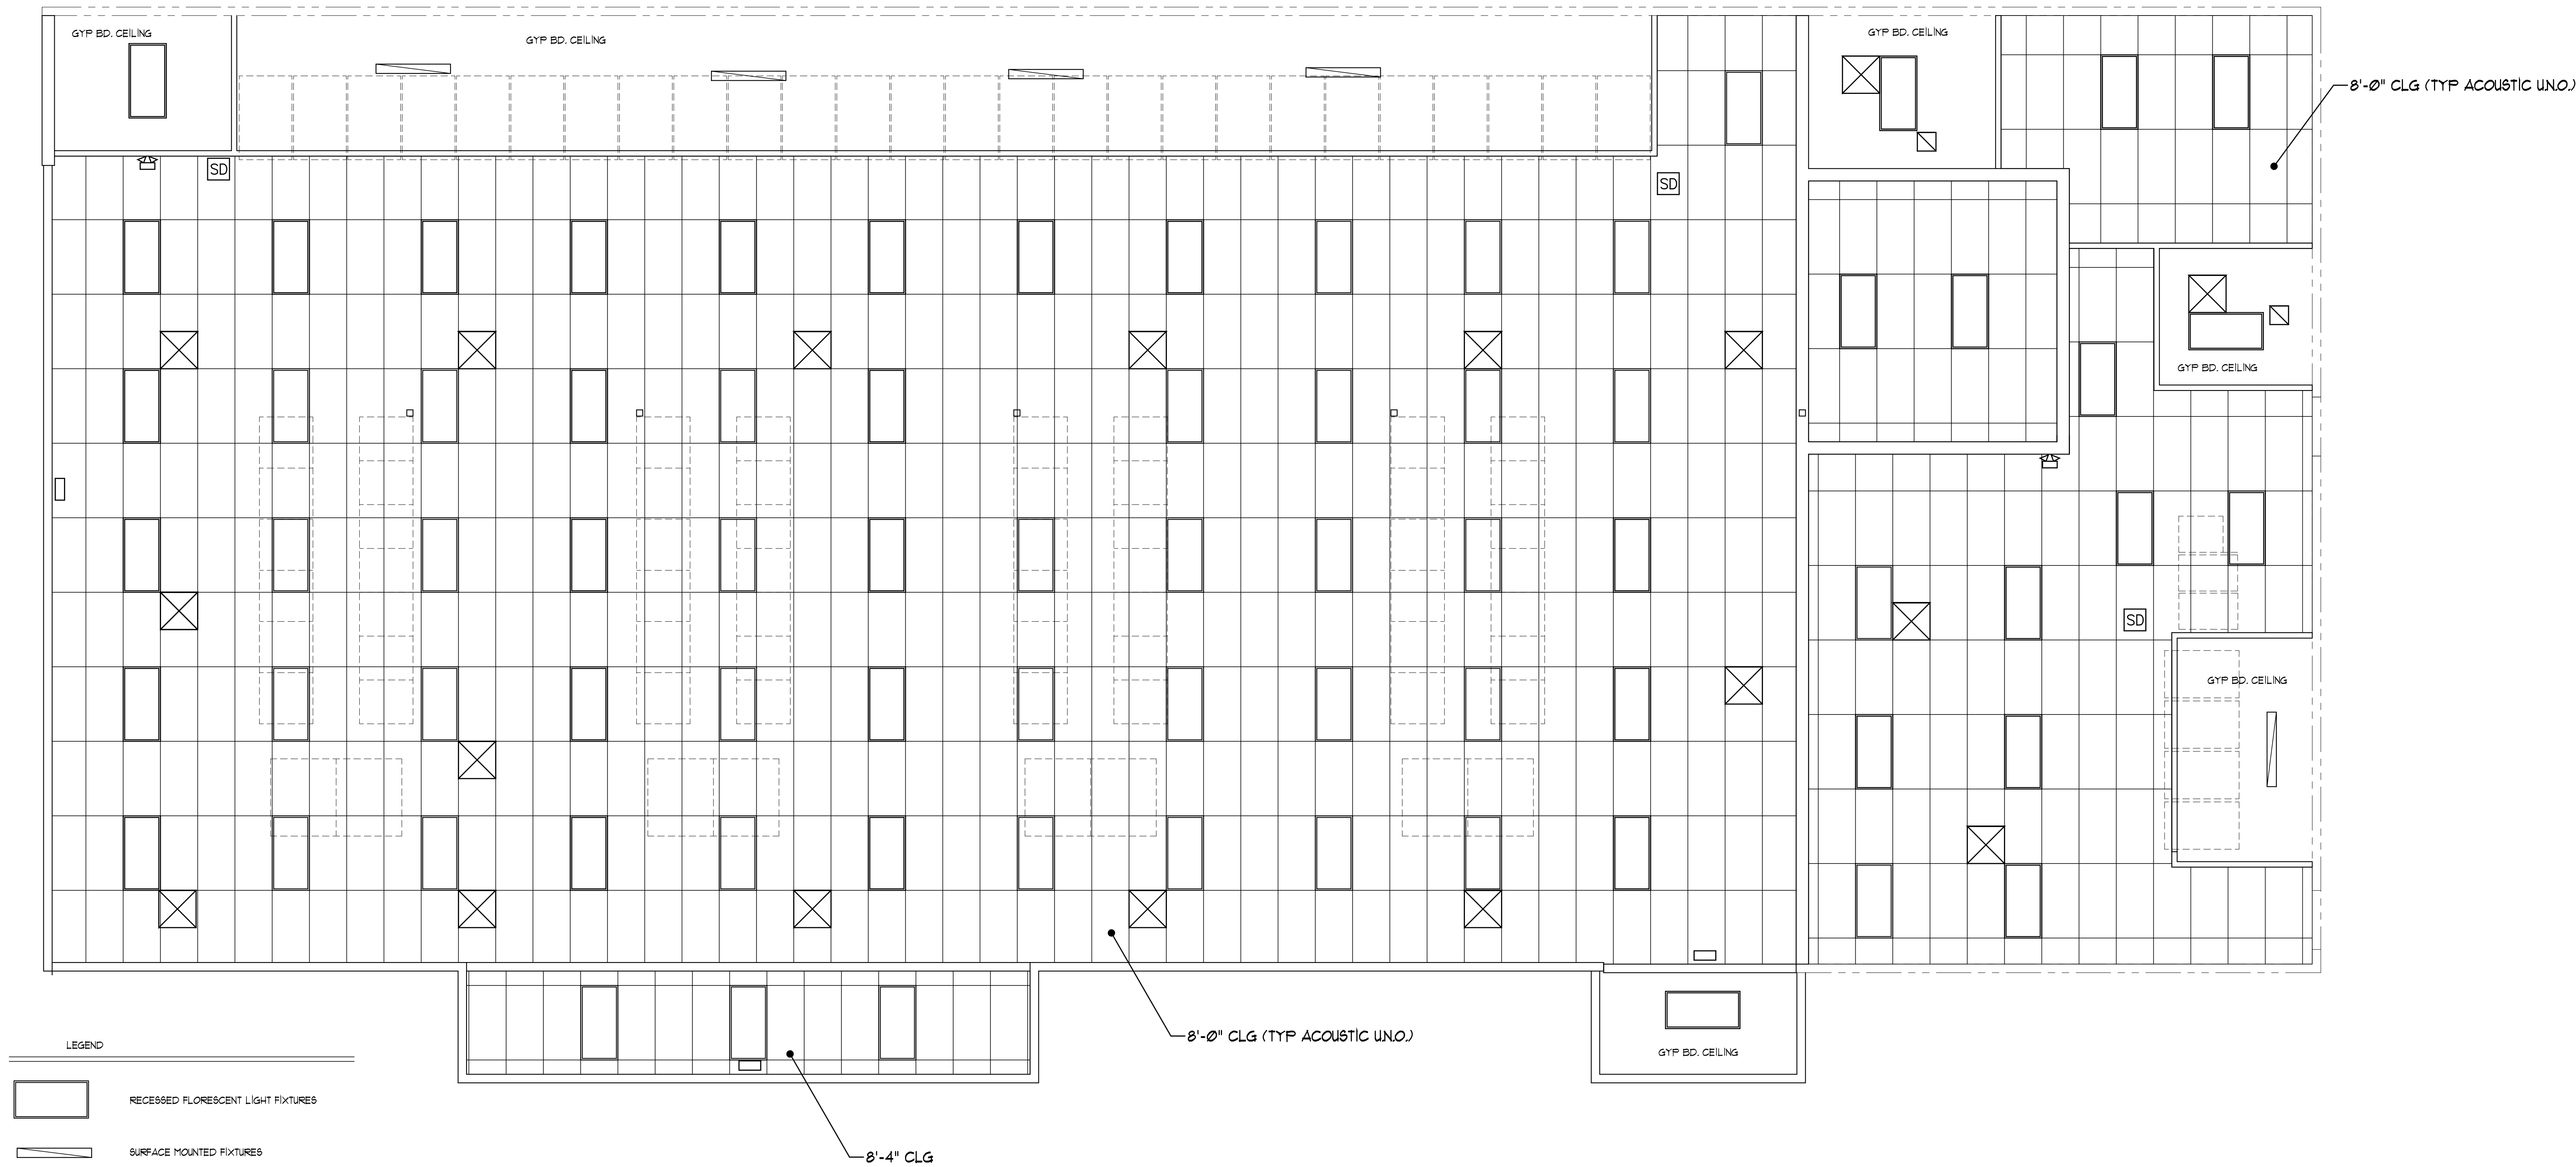 GYP BD. CEILING
GYP BD. CEILING
GYP BD. CEILING
8'-0" CLG (TYP ACOUSTIC U.N.O.)
SD
SD
GYP BD. CEILING
SD
GYP BD. CEILING
8'-0" CLG (TYP ACOUSTIC U.N.O.)
GYP BD. CEILING
8'-4" CLG
LEGEND
RECESSED FLORESCENT LIGHT FIXTURES
SURFACE MOUNTED FIXTURES